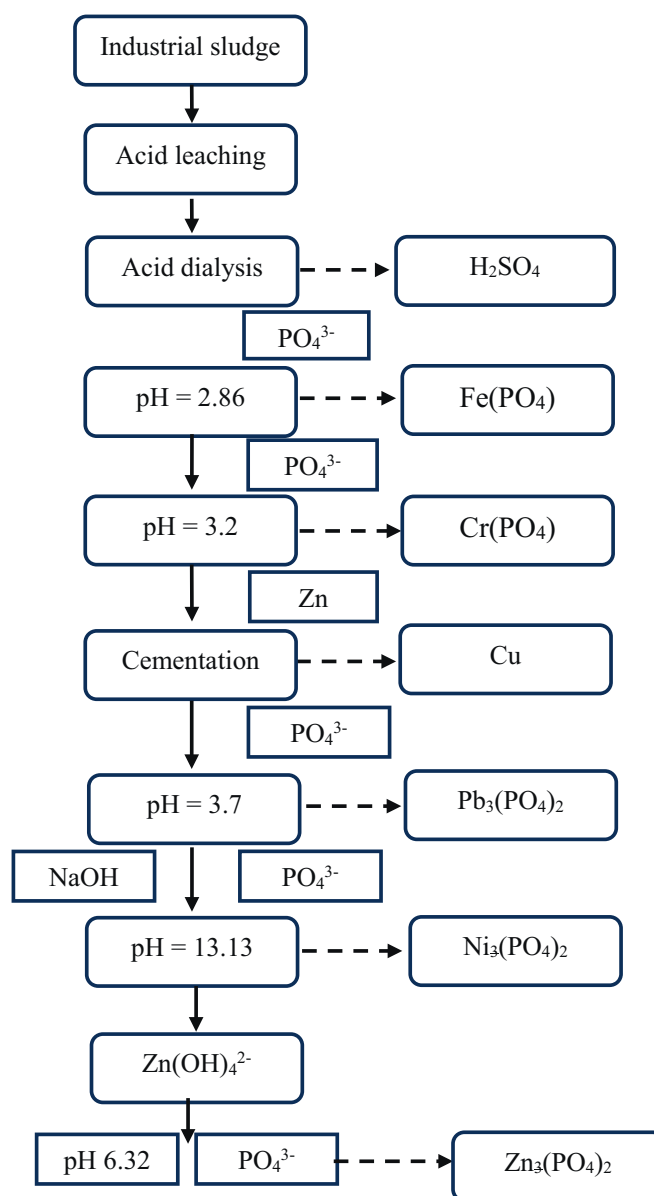 Industrial sludge
Acid leaching
Acid dialysis
H₂SO₄
PO₄³⁻
pH = 2.86
Fe(PO₄)
PO₄³⁻
pH = 3.2
Cr(PO₄)
Zn
Cementation
Cu
PO₄³⁻
pH = 3.7
Pb₃(PO₄)₂
NaOH
PO₄³⁻
pH = 13.13
Ni₃(PO₄)₂
Zn(OH)₄²⁻
pH 6.32
PO₄³⁻
Zn₃(PO₄)₂